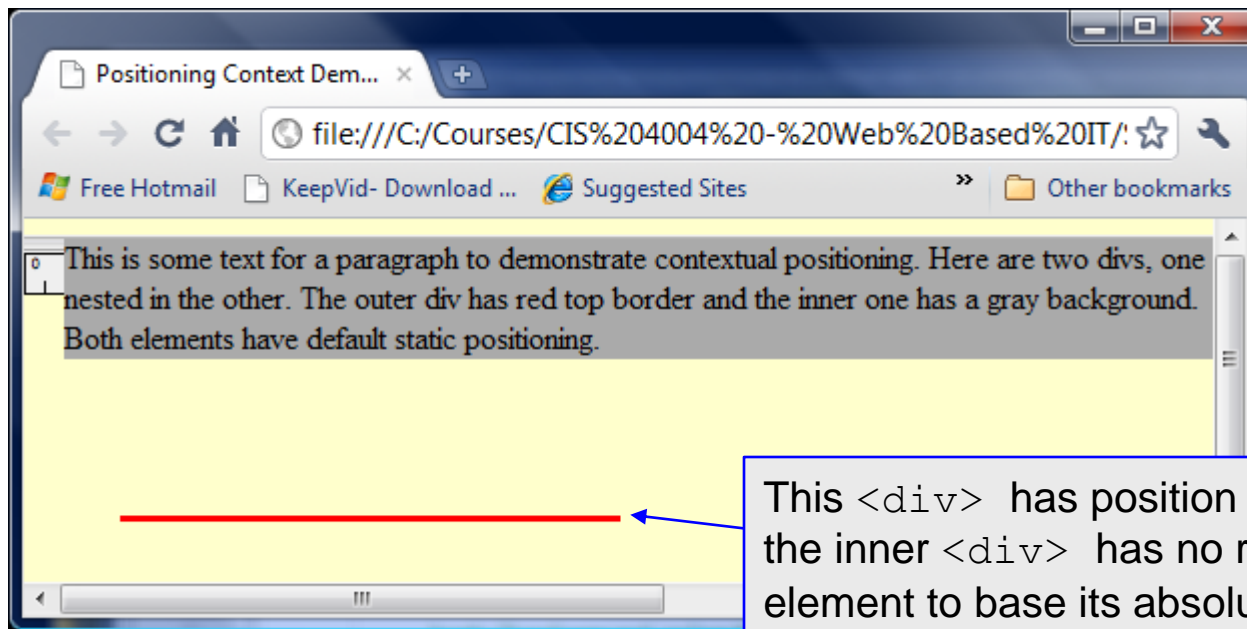 Positioning Context Dem...
file:///C:/Courses/CIS%204004%20-%20Web%20Based%20IT/
Free Hotmail KeepVid- Download ... Suggested Sites » Other bookmarks
0
This is some text for a paragraph to demonstrate contextual positioning. Here are two divs, one
nested in the other. The outer div has red top border and the inner one has a gray background.
Both elements have default static positioning.
This <div> has position
the inner <div> has no
element to base its